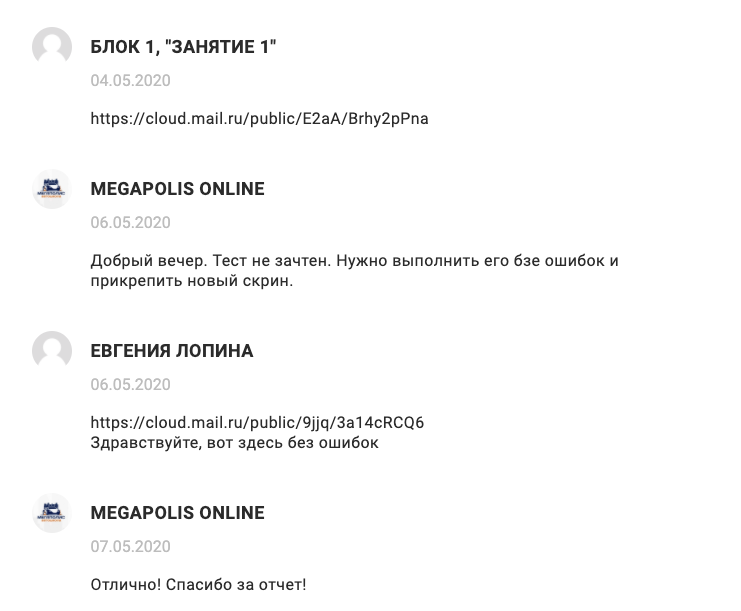 БЛОК 1, "ЗАНЯТИЕ 1"
04.05.2020
https://cloud.mail.ru/public/E2aA/Brhy2pPna
MEGAPOLIS ONLINE
06.05.2020
Добрый вечер. Тест не зачтен. Нужно выполнить его бзе ошибок и
прикрепить новый скрин.
ЕВГЕНИЯ ЛОПИНА
06.05.2020
https://cloud.mail.ru/public/9jjq/3a14cRCQ6
Здравствуйте, вот здесь без ошибок
MEGAPOLIS ONLINE
07.05.2020
Отлично! Спасибо за отчет!